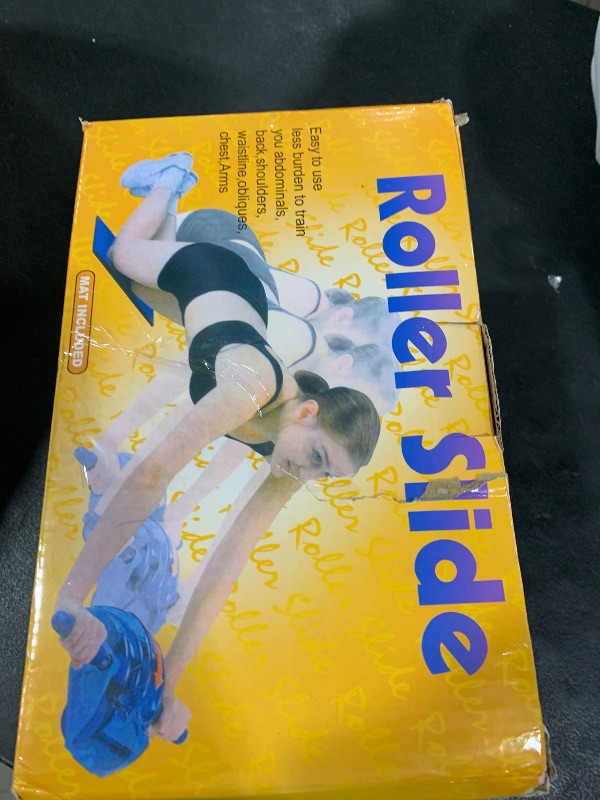 Roller Slide
Easy to use
less burden to train
you abdominals,
back,shoulders,
waistline,obliques,
chest,Arms
MAT INCLUDED